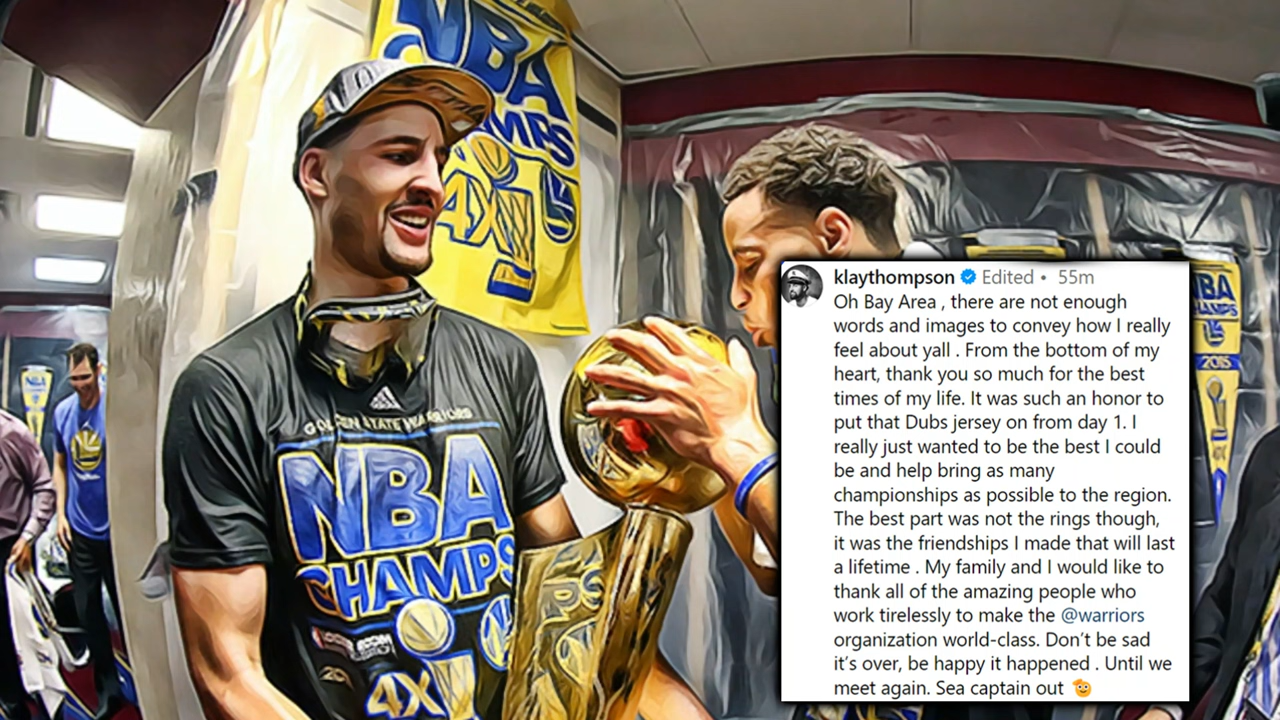 NBA
CHAMPS
4X
GOLDEN STATE WARRIORS
NBA
CHAMPS
4X
NBA
CHAMPS
2015
klaythompson Edited • 55m
Oh Bay Area , there are not enough
words and images to convey how I really
feel about yall . From the bottom of my
heart, thank you so much for the best
times of my life. It was such an honor to
put that Dubs jersey on from day 1. I
really just wanted to be the best I could
be and help bring as many
championships as possible to the region.
The best part was not the rings though,
it was the friendships I made that will last
a lifetime . My family and I would like to
thank all of the amazing people who
work tirelessly to make the @warriors
organization world-class. Don’t be sad
it’s over, be happy it happened . Until we
meet again. Sea captain out 🫡